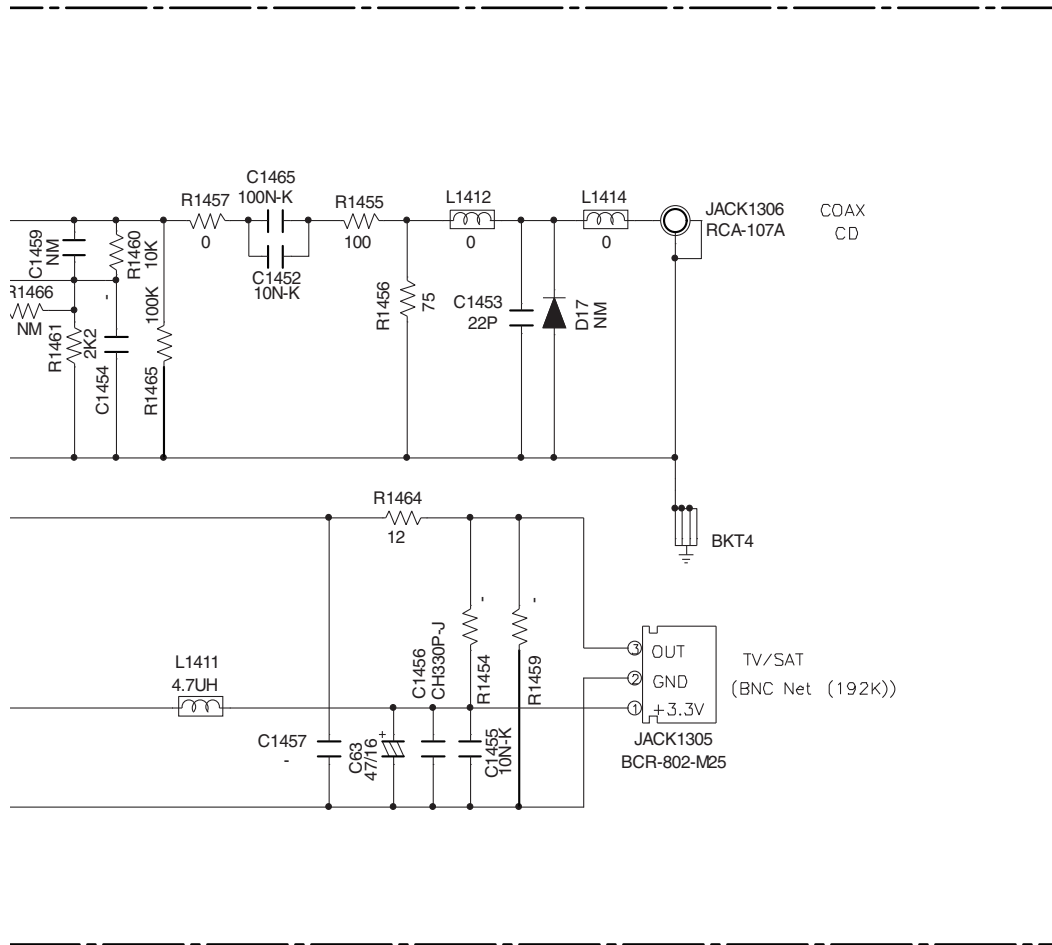 C1465
100N-K
R1457
0
R1455
100
L1412
0
L1414
0
JACK1306
RCA-107A
COAX
CD
C1459
NM
R1460
10K
C1452
10N-K
R1466
NM
-
100K
R1456
75
C1453
22P
D17
NM
R1461
2K2
C1454
R1465
R1464
12
BKT4
-
-
C1456
CH330P-J
R1454
R1459
3
OUT
2
GND
1
+3.3V
TV/SAT
(BNC Net (192K))
JACK1305
BCR-802-M25
L1411
4.7UH
C1457
-
+
C63
47/16
C1455
10N-K